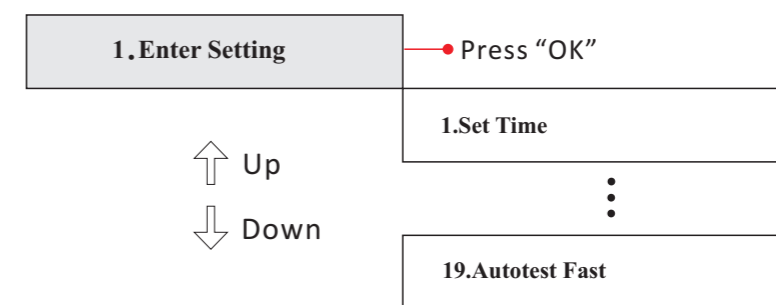 1.Enter Setting
Press “OK”
1.Set Time
Up
Down
19.Autotest Fast